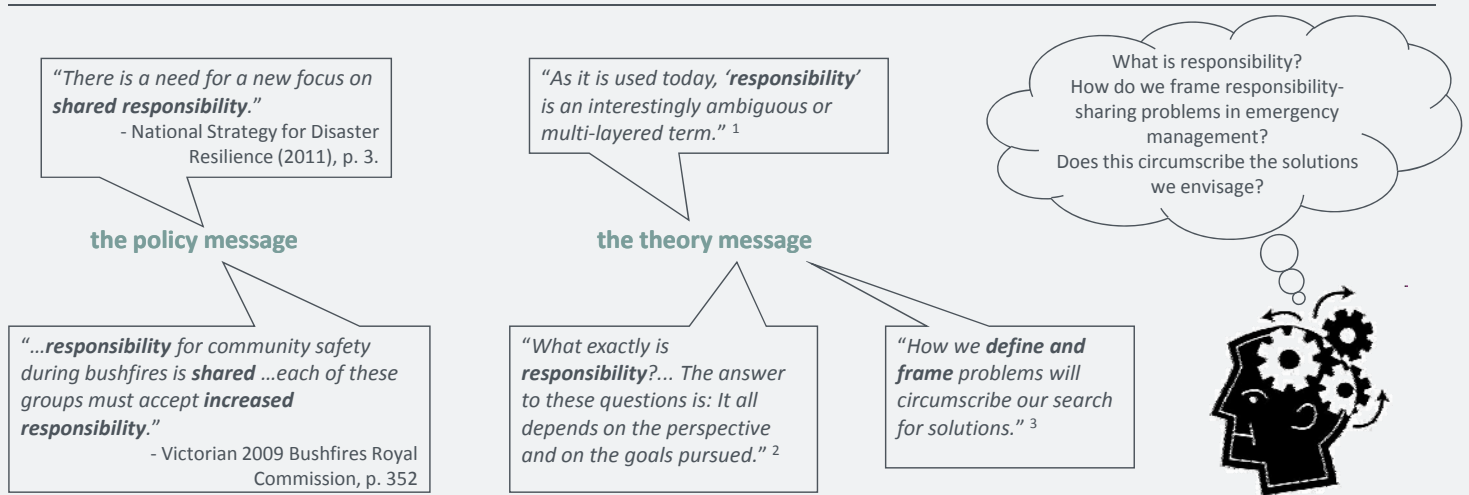 “There is a need for a new focus on
shared responsibility.”
- National Strategy for Disaster
Resilience (2011), p. 3.
the policy message
“…responsibility for community safety
during bushfires is shared …each of these
groups must accept increased
responsibility.”
- Victorian 2009 Bushfires Royal
Commission, p. 352
“As it is used today, ‘responsibility’
is an interestingly ambiguous or
multi-layered term.” 1
the theory message
“What exactly is
responsibility?... The answer
to these questions is: It all
depends on the perspective
and on the goals pursued.” 2
“How we define and
frame problems will
circumscribe our search
for solutions.” 3
What is responsibility?
How do we frame responsibility-
sharing problems in emergency
management?
Does this circumscribe the solutions
we envisage?